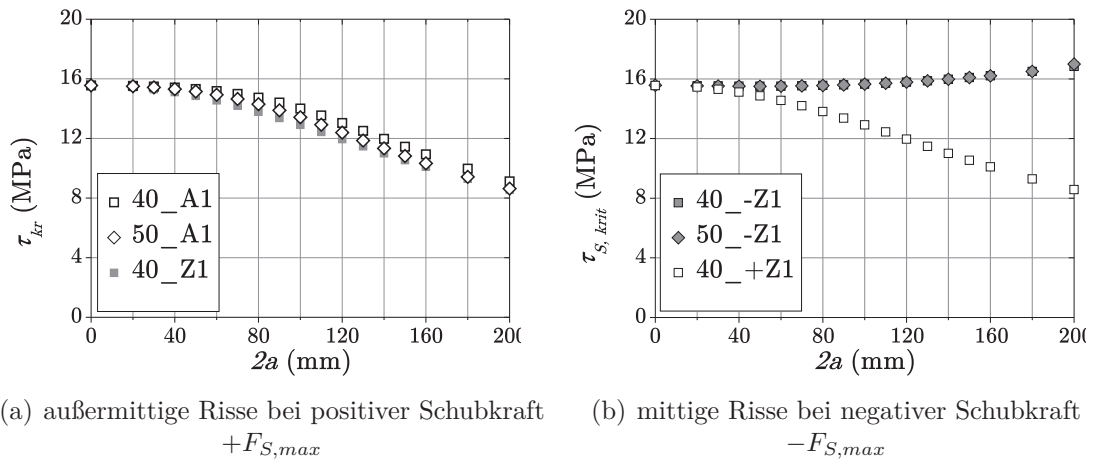 20
16
12
8
4
0
τkr (MPa)
40_A1
50_A1
40_Z1
0 40 80 120 160 200
2a (mm)
(a) außermittige Risse bei positiver Schubkraft
+FS,max
20
16
12
8
4
0
τS, krit (MPa)
40_-Z1
50_-Z1
40_+Z1
0 40 80 120 160 200
2a (mm)
(b) mittige Risse bei negativer Schubkraft
−FS,max